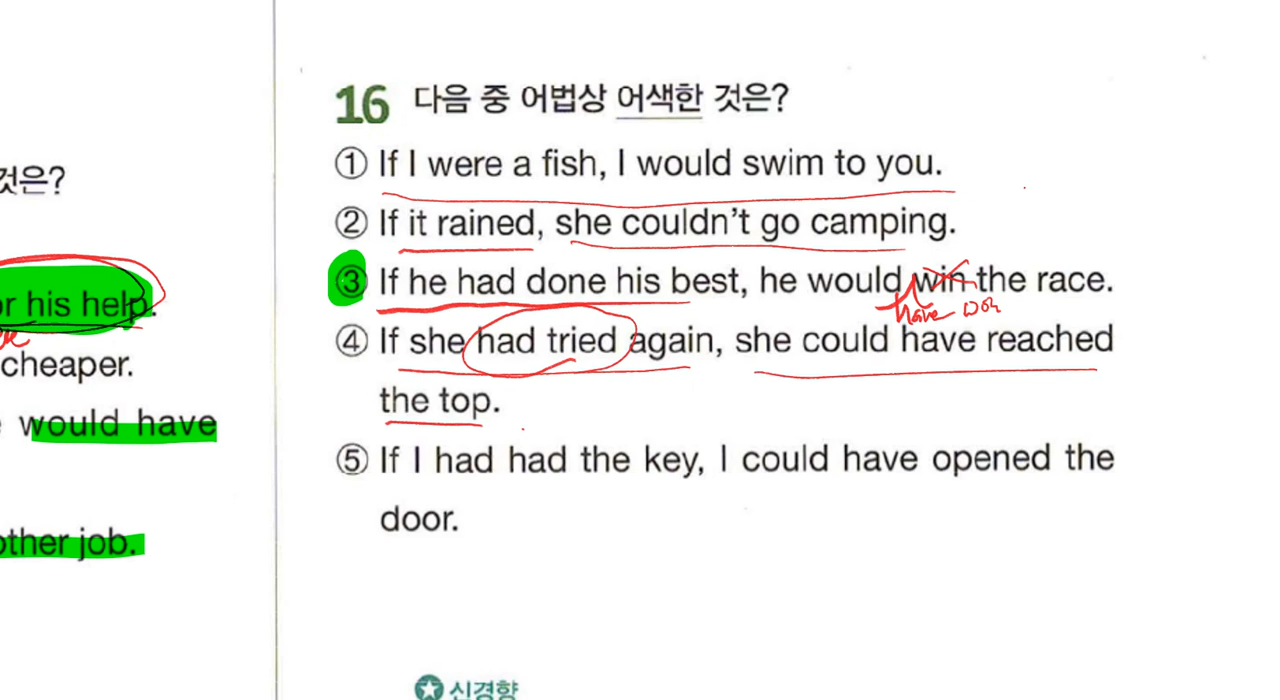 것은?
r his help.
cheaper.
would have
other job.
16 다음 중 어법상 어색한 것은?
① If I were a fish, I would swim to you.
② If it rained, she couldn't go camping.
③ If he had done his best, he would win the race.
have won
④ If she had tried again, she could have reached
the top.
⑤ If I had had the key, I could have opened the
door.
신경향